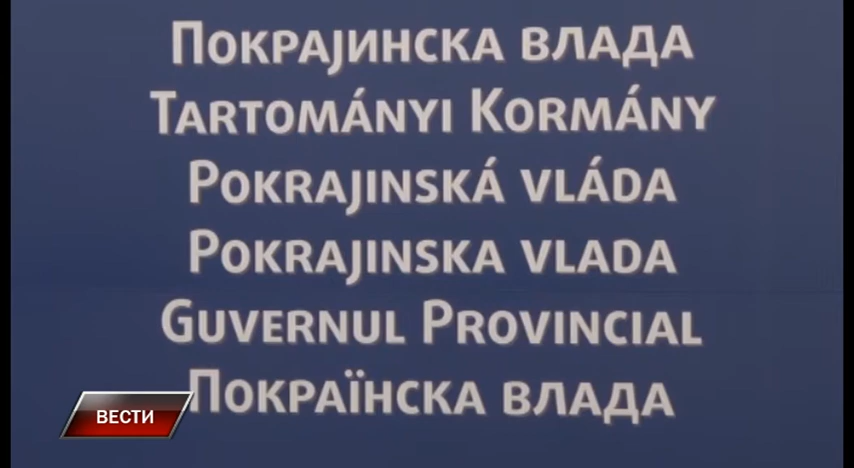 Покрајинска влада
Tartományi Kormány
Pokrajinská vláda
Pokrajinska vlada
Guvernul Provincial
Покраїнска влада
ВЕСТИ